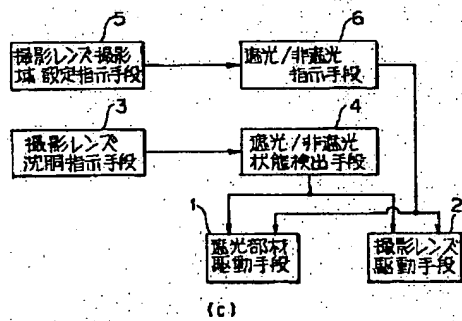 5
撮影レンズ撮影
域設定指示手段
6
遮光/非遮光
指示手段
3
撮影レンズ
沈胴指示手段
4
遮光/非遮光
状態検出手段
1
遮光部材
駆動手段
2
撮影レンズ
駆動手段
(c)